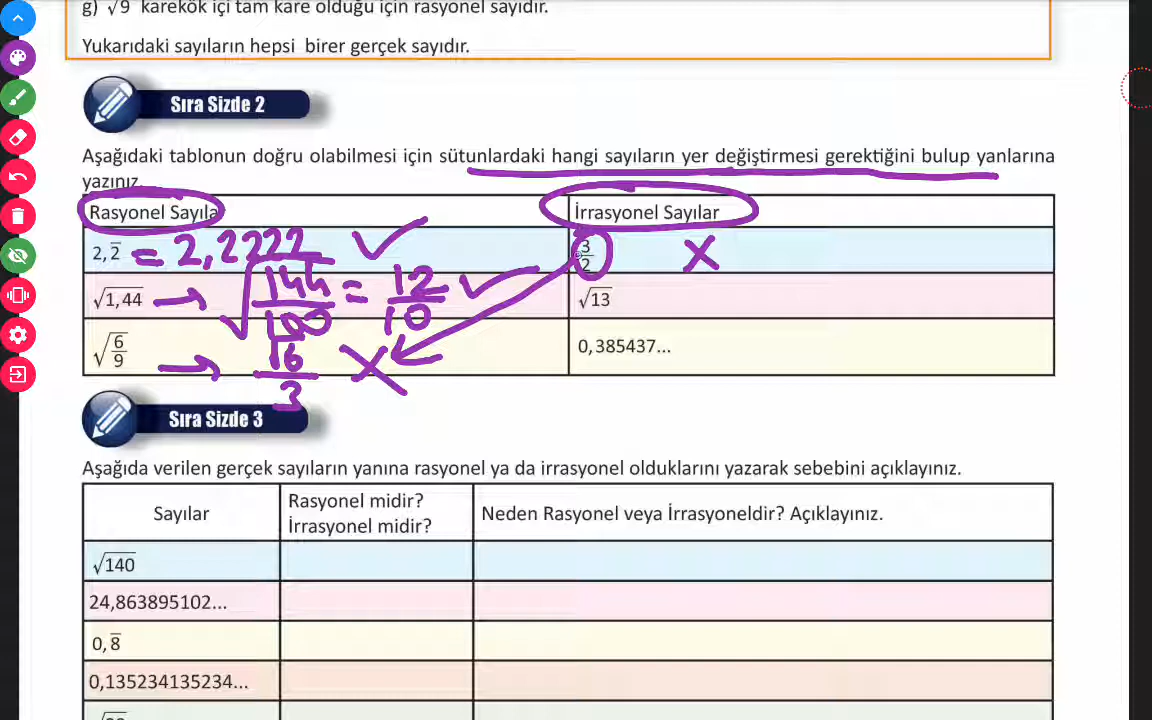 g) √9 karekök içi tam kare olduğu için rasyonel sayıdır.
Yukarıdaki sayıların hepsi birer gerçek sayıdır.
Sıra Sizde 2
Aşağıdaki tablonun doğru olabilmesi için sütunlardaki hangi sayıların yer değiştirmesi gerektiğini bulup yanlarına
yazınız.
Rasyonel Sayıla
İrrasyonel Sayılar
2,2̅ = 2,2222 ✓
3/2 X
√1,44 → √144/100 = 12/10 ✓
√13
√6/9 → 16/3 X
0,385437...
Sıra Sizde 3
Aşağıda verilen gerçek sayıların yanına rasyonel ya da irrasyonel olduklarını yazarak sebebini açıklayınız.
Sayılar
Rasyonel midir?
İrrasyonel midir?
Neden Rasyonel veya İrrasyoneldir? Açıklayınız.
√140
24,863895102...
0,8̅
0,135234135234...